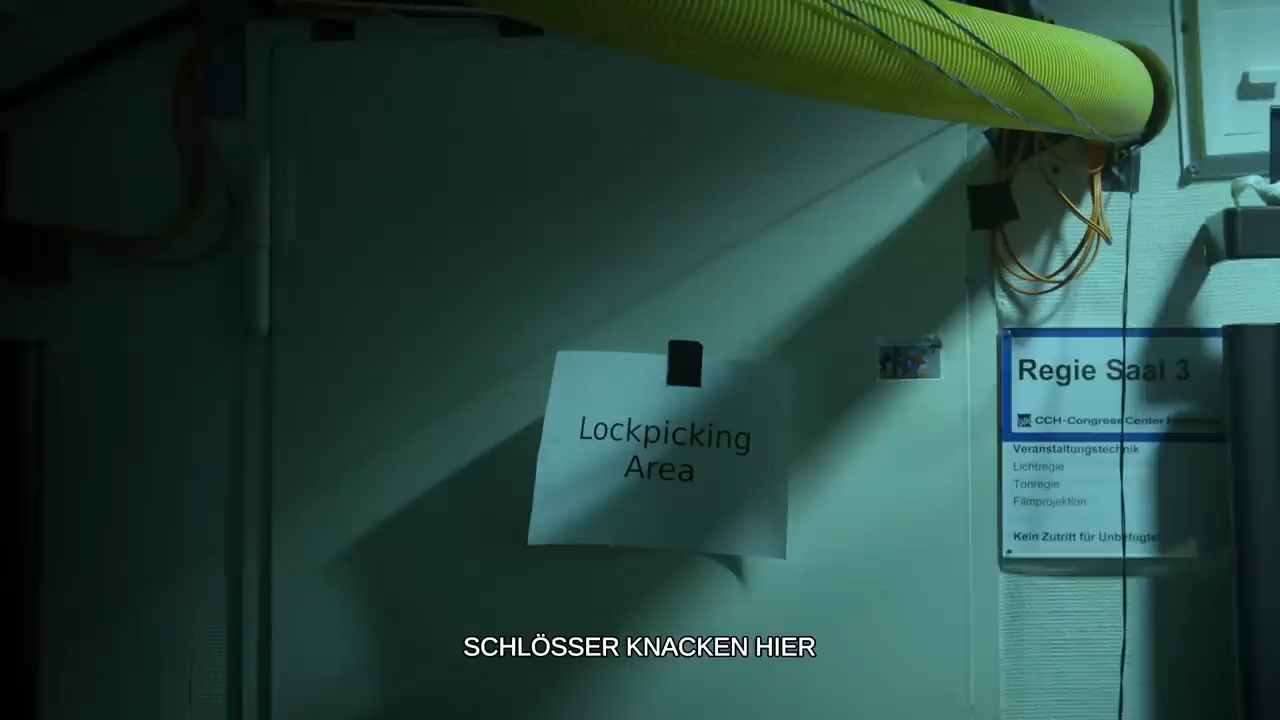 Lockpicking
Area
Regie Saal 3
CCH-Congress Center
Veranstaltungstechnik
Lichtregie
Tonregie
Filmprojektion
Kein Zutritt für Unbefugte
SCHLÖSSER KNACKEN HIER